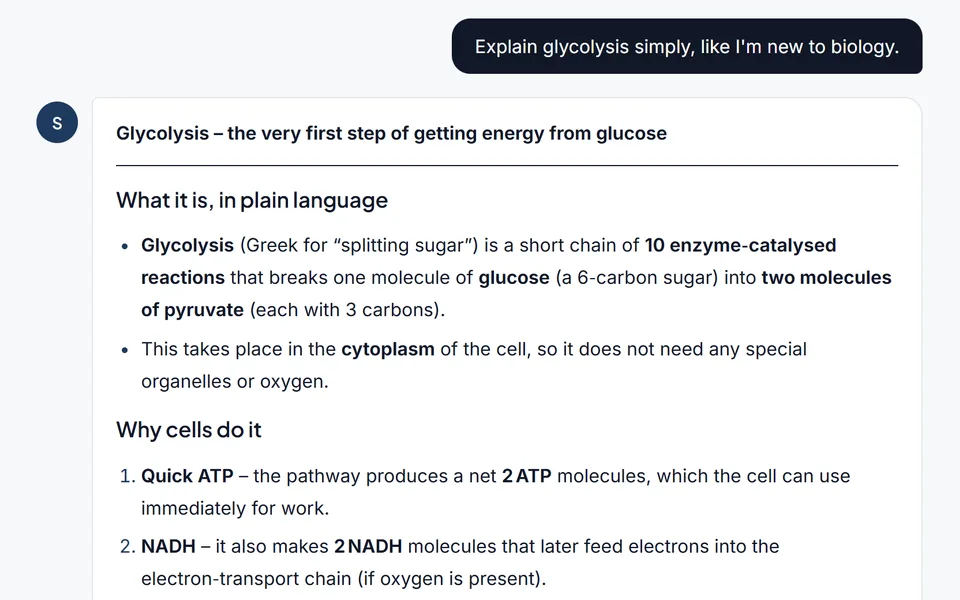 Explain glycolysis simply, like I'm new to biology.
S
Glycolysis – the very first step of getting energy from glucose
What it is, in plain language
• Glycolysis (Greek for “splitting sugar”) is a short chain of 10 enzyme-catalysed
reactions that breaks one molecule of glucose (a 6-carbon sugar) into two molecules
of pyruvate (each with 3 carbons).
• This takes place in the cytoplasm of the cell, so it does not need any special
organelles or oxygen.
Why cells do it
1. Quick ATP – the pathway produces a net 2 ATP molecules, which the cell can use
immediately for work.
2. NADH – it also makes 2 NADH molecules that later feed electrons into the
electron-transport chain (if oxygen is present).